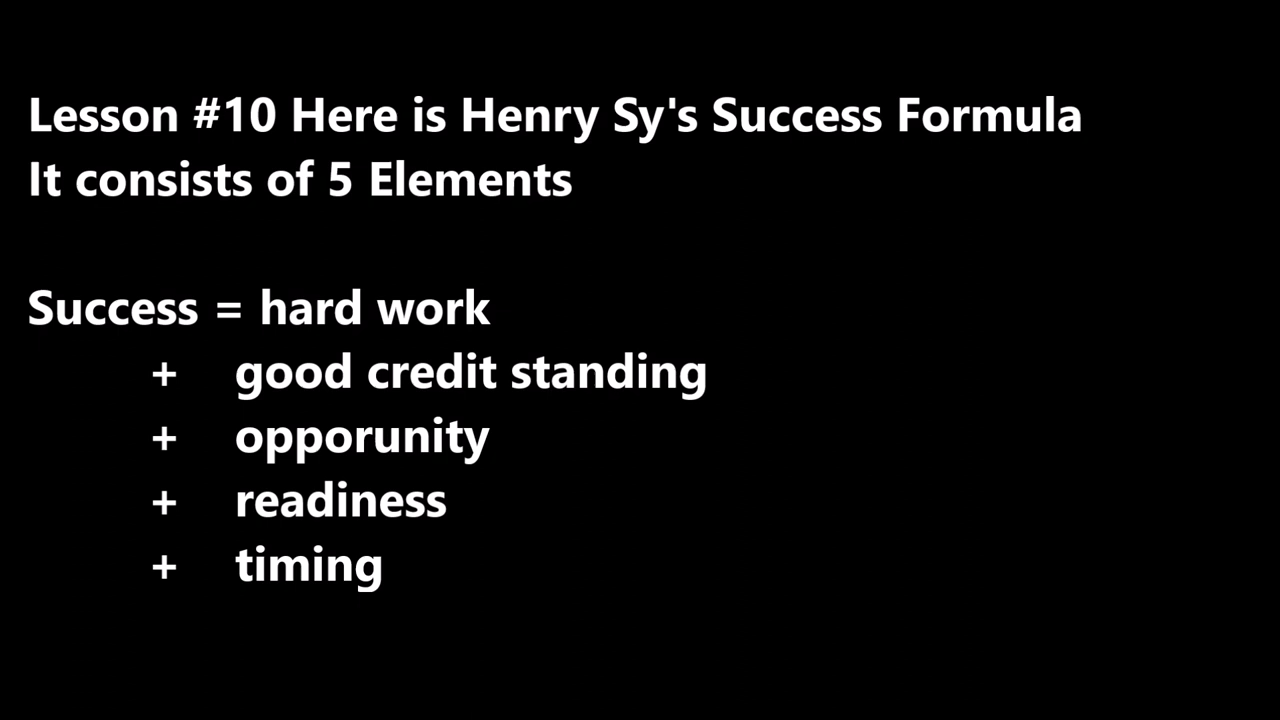 Lesson #10 Here is Henry Sy's Success Formula
It consists of 5 Elements
Success = hard work
+ good credit standing
+ opporunity
+ readiness
+ timing